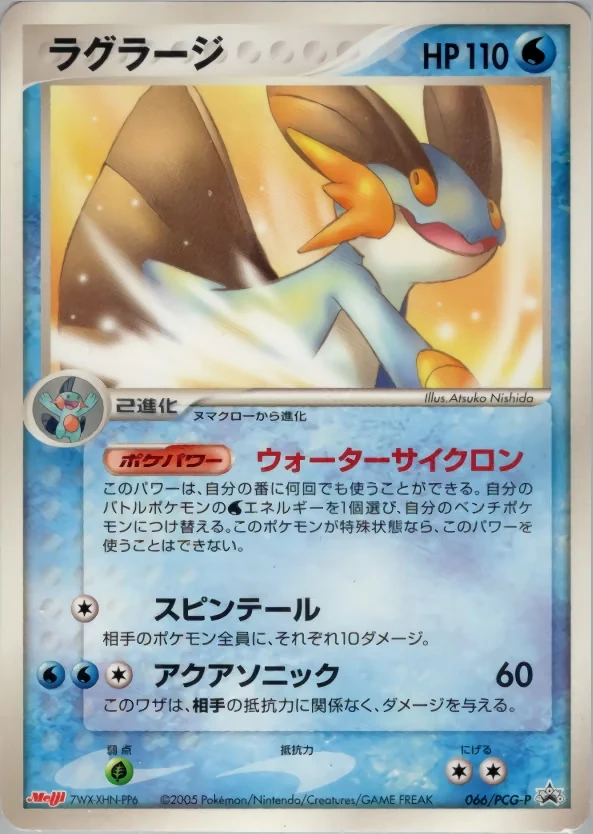 ラグラージ HP110
Illus.Atsuko Nishida
2進化 ヌマクローから進化
ポケパワー ウォーターサイクロン
このパワーは、自分の番に何回でも使うことができる。自分の
バトルポケモンのエネルギーを1個選び、自分のベンチポケ
モンにつけ替える。このポケモンが特殊状態なら、このパワーを
使うことはできない。
スピンテール
相手のポケモン全員に、それぞれ10ダメージ。
アクアソニック 60
このワザは、相手の抵抗力に関係なく、ダメージを与える。
弱点 抵抗力 にげる
Meiji 7WX-XHN-PP6 ©2005 Pokémon/Nintendo/Creatures/GAME FREAK 066/PCG-P